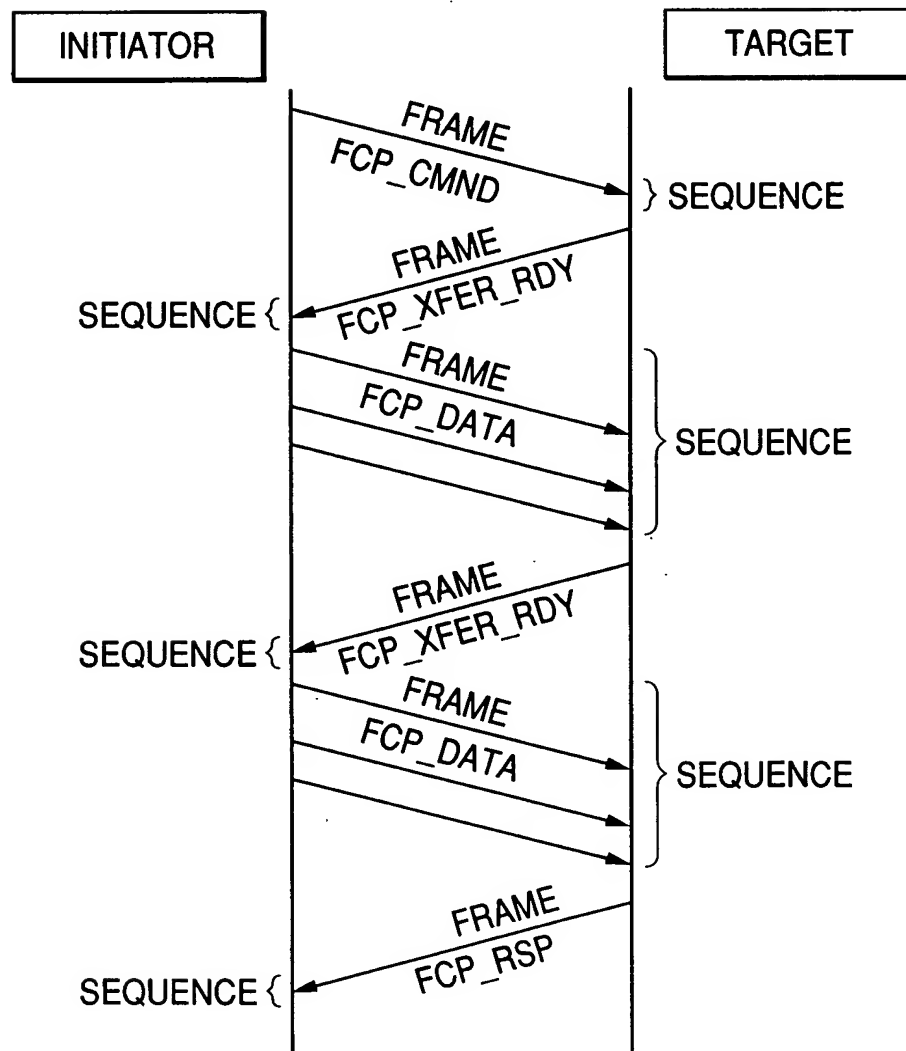 INITIATOR
TARGET
FRAME
FCP_CMND
SEQUENCE
FRAME
FCP_XFER_RDY
SEQUENCE
FRAME
FCP_DATA
SEQUENCE
FRAME
FCP_XFER_RDY
SEQUENCE
FRAME
FCP_DATA
SEQUENCE
FRAME
FCP_RSP
SEQUENCE